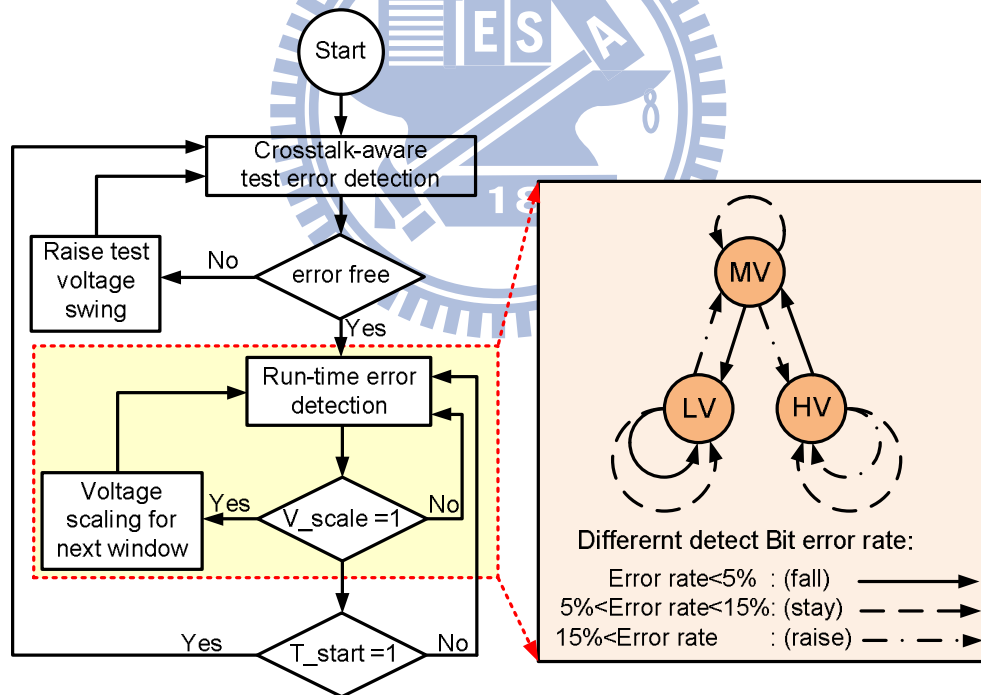 Start
E S A
8
18
Crosstalk-aware
test error detection
Raise test
voltage
swing
No
error free
Yes
Run-time error
detection
Voltage
scaling for
next window
Yes
V_scale =1
No
Yes
T_start =1
No
MV
LV
HV
Differernt detect Bit error rate:
Error rate<5% : (fall)
5%<Error rate<15%: (stay)
15%<Error rate : (raise)